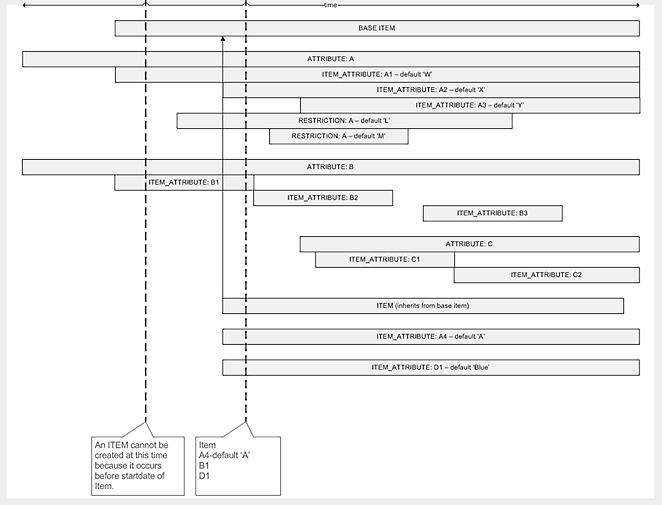 time
BASE ITEM
ATTRIBUTE: A
ITEM_ATTRIBUTE: A1 – default 'W'
ITEM_ATTRIBUTE: A2 – default 'X'
ITEM_ATTRIBUTE: A3 – default 'Y'
RESTRICTION: A – default 'L'
RESTRICTION: A – default 'M'
ATTRIBUTE: B
ITEM_ATTRIBUTE: B1
ITEM_ATTRIBUTE: B2
ITEM_ATTRIBUTE: B3
ATTRIBUTE: C
ITEM_ATTRIBUTE: C1
ITEM_ATTRIBUTE: C2
ITEM (inherits from base item)
ITEM_ATTRIBUTE: A4 – default 'A'
ITEM_ATTRIBUTE: D1 – default 'Blue'
An ITEM cannot be
created at this time
because it occurs
before startdate of
Item.
Item
A4-default 'A'
B1
D1